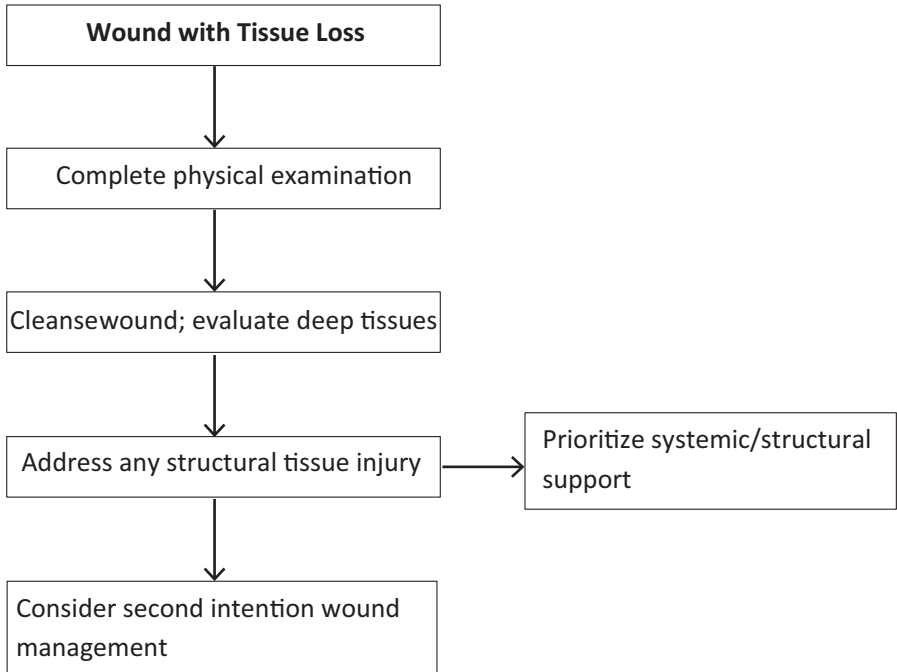 Wound with Tissue Loss
Complete physical examination
Cleansewound; evaluate deep tissues
Address any structural tissue injury
Prioritize systemic/structural
support
Consider second intention wound
management